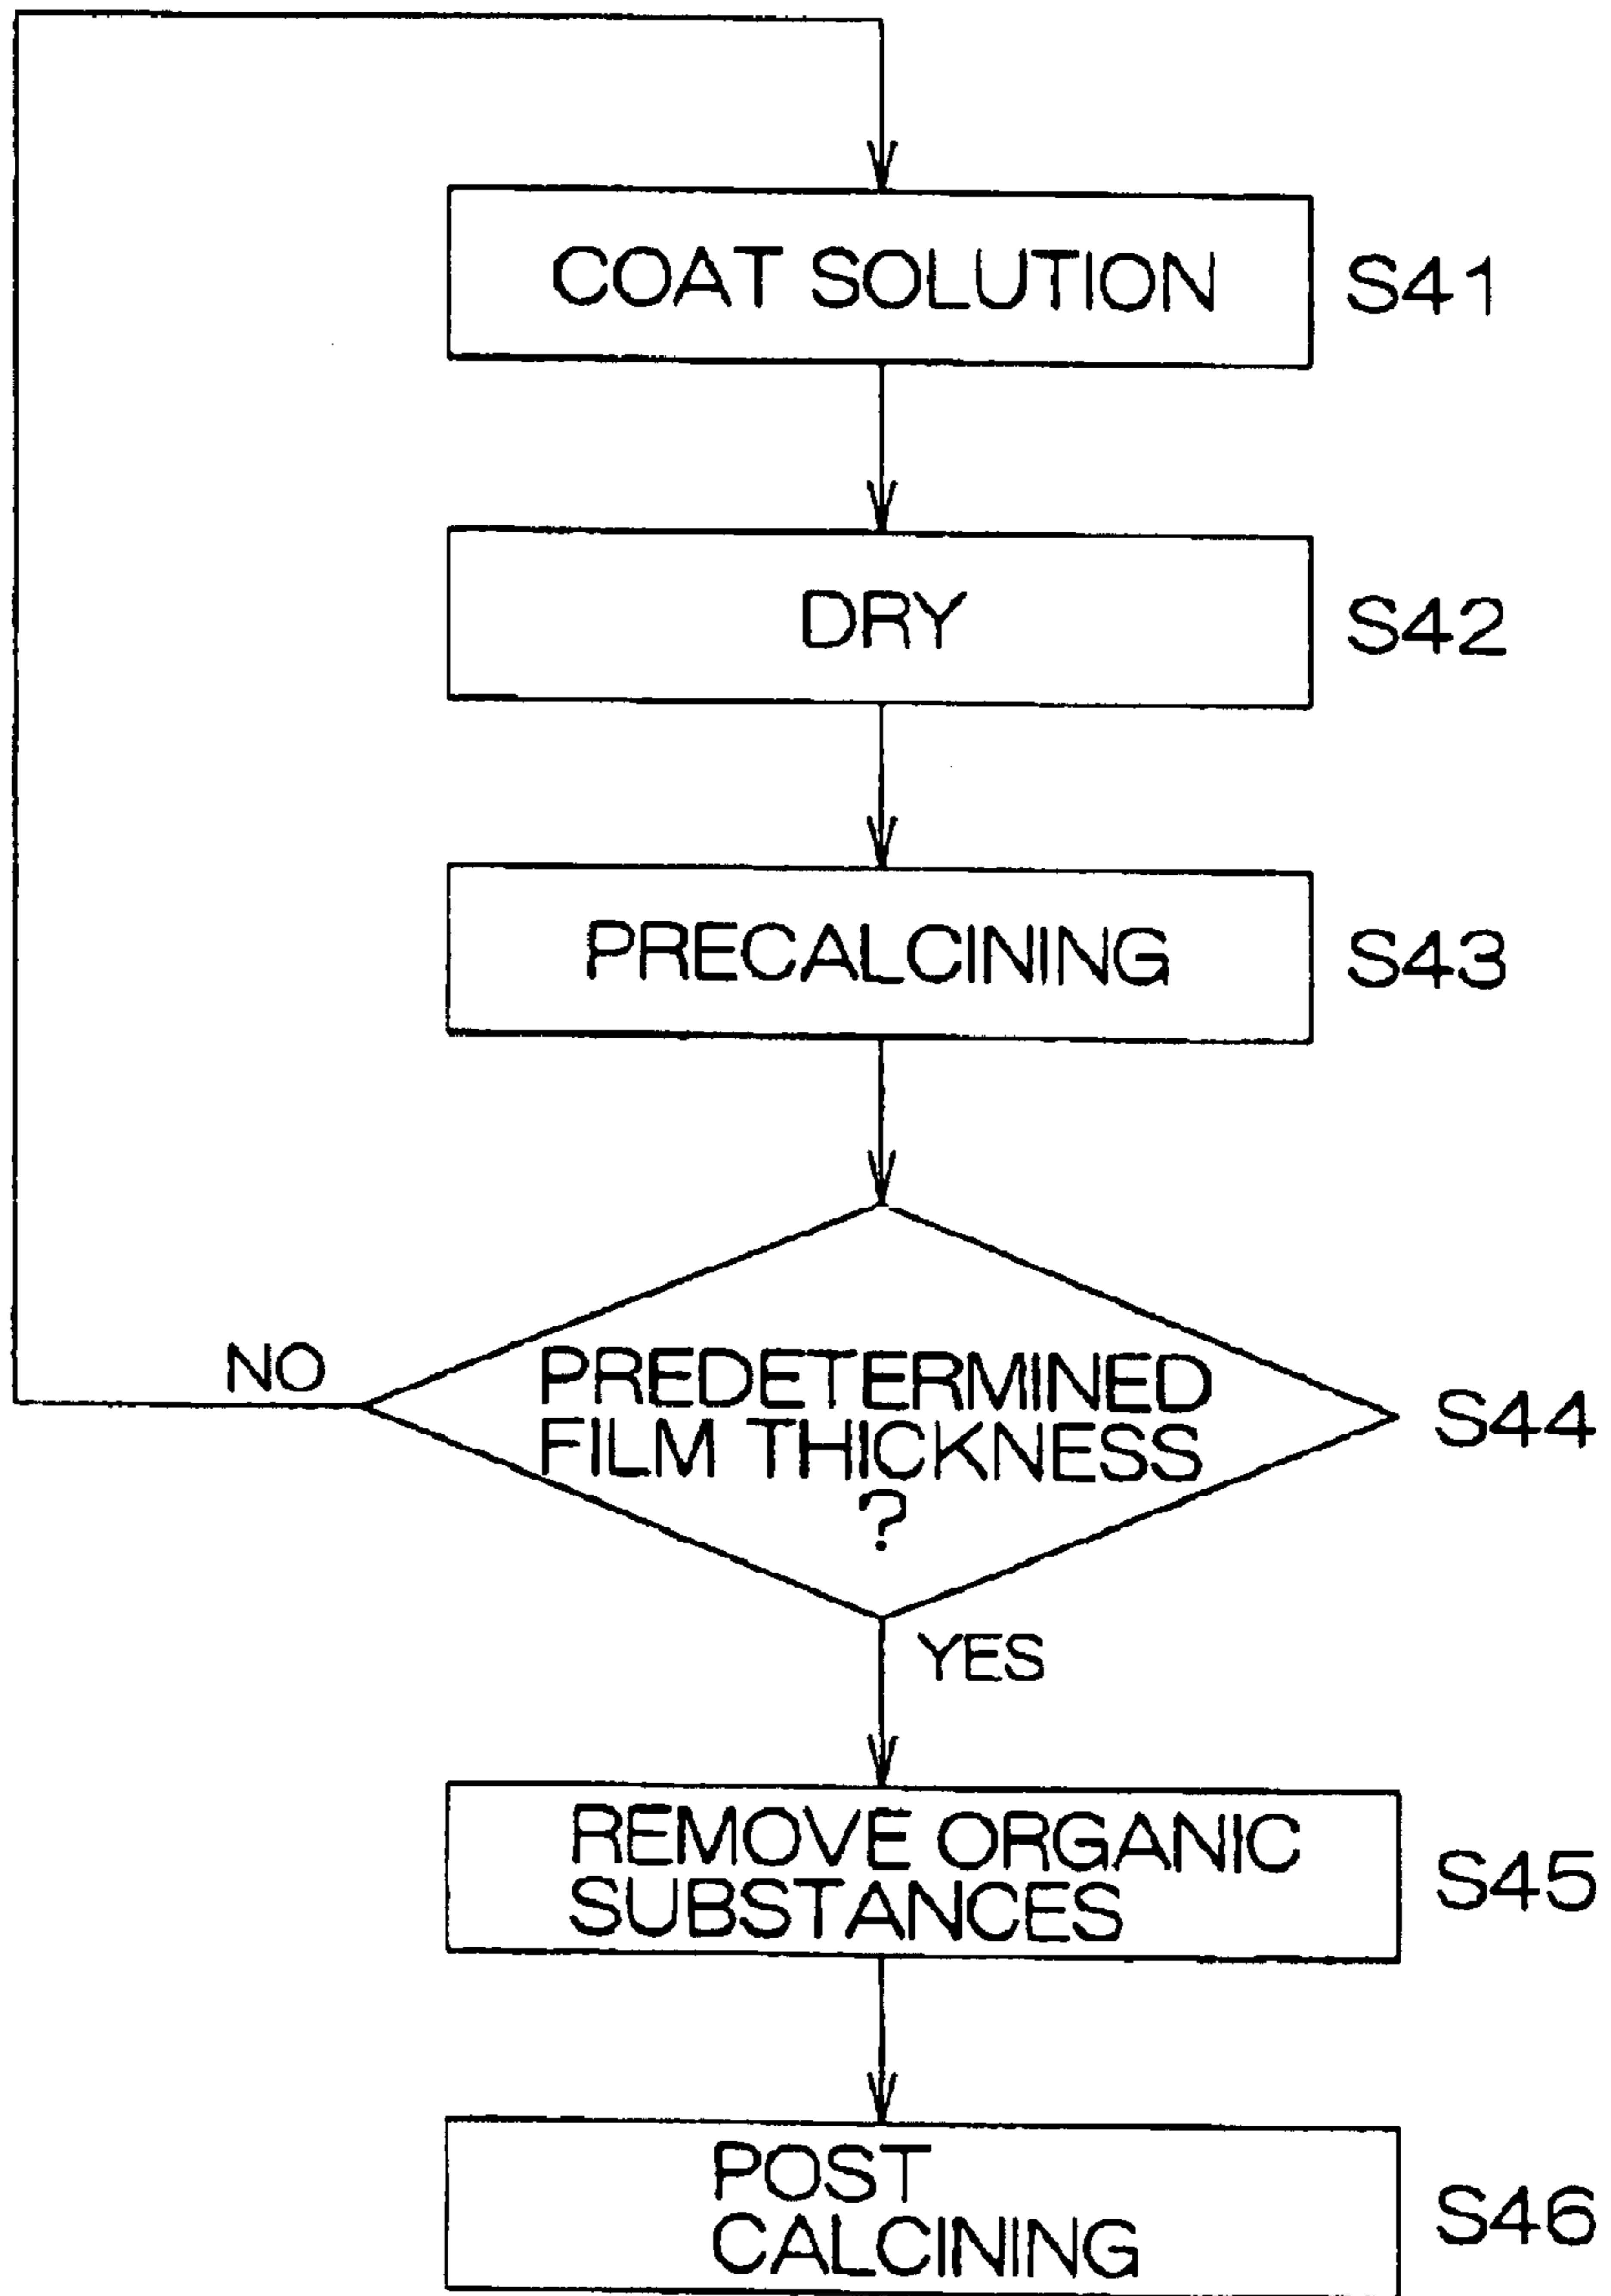 COAT SOLUTION
S41
DRY
S42
PRECALCINING
S43
NO
PREDETERMINED
FILM THICKNESS
?
S44
YES
REMOVE ORGANIC
SUBSTANCES
S45
POST
CALCINING
S46